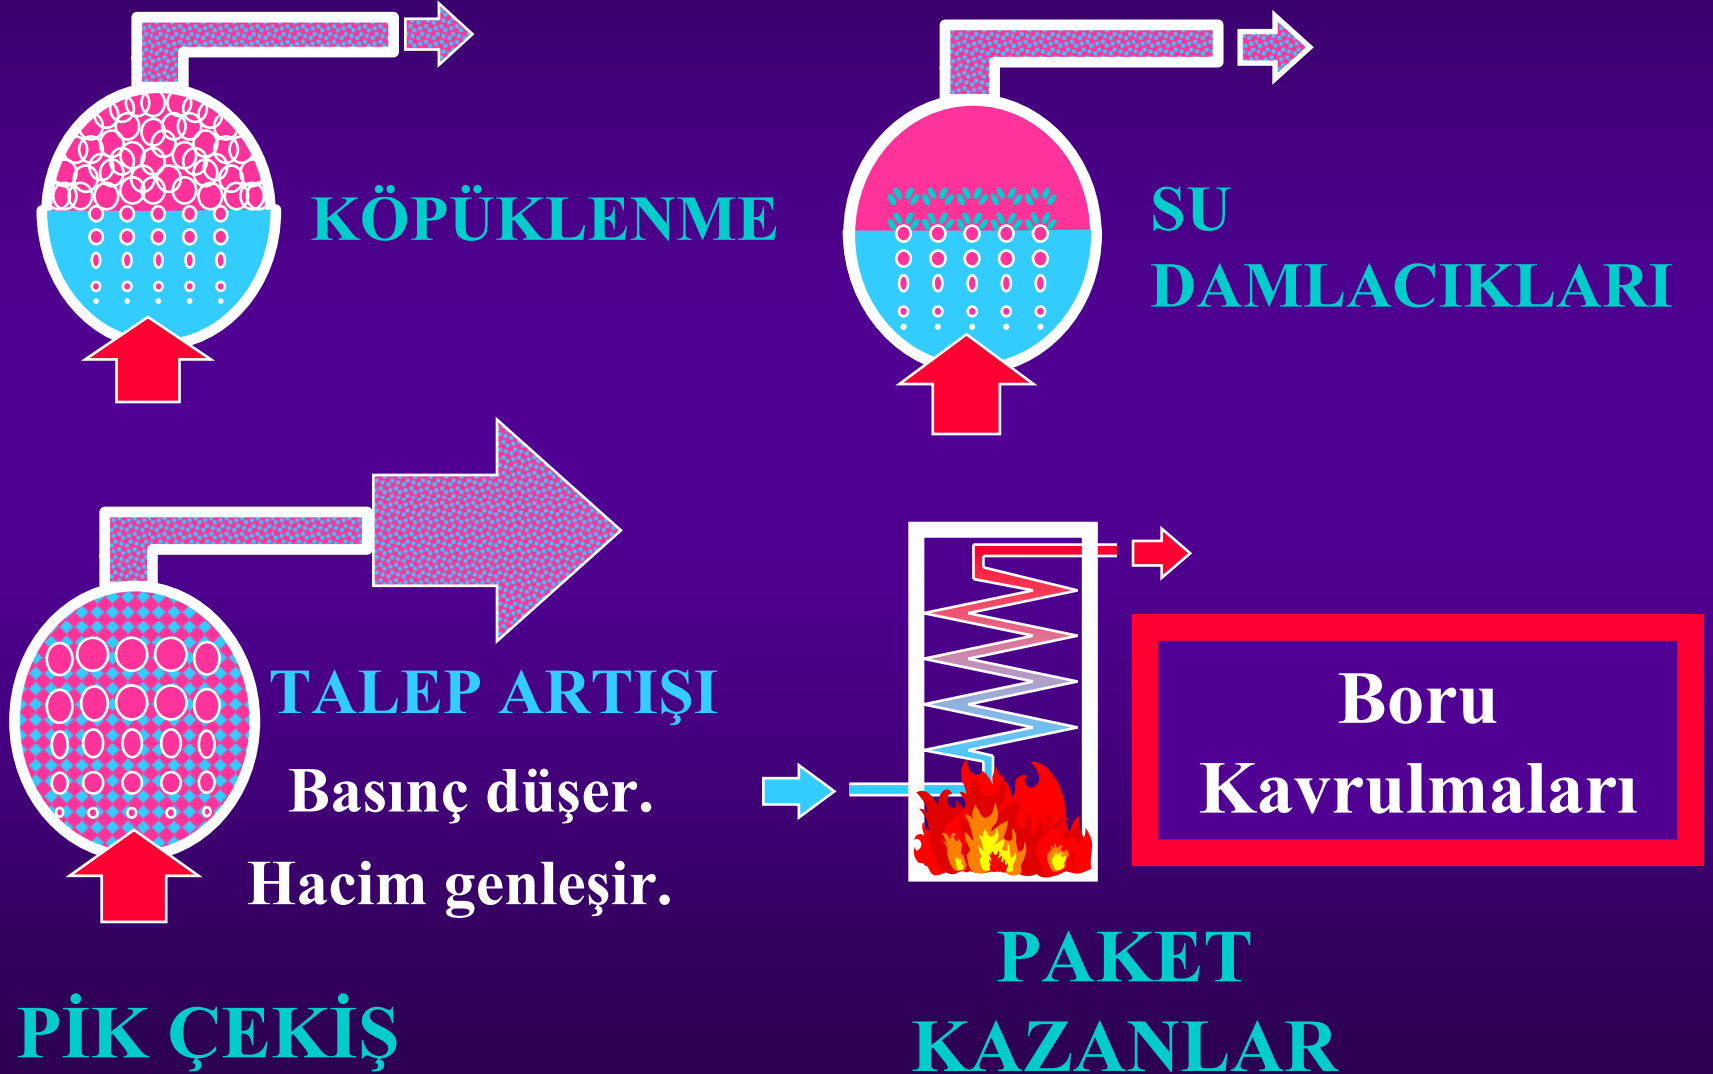 KÖPÜKLENME
SU
DAMLACIKLARI
TALEP ARTIŞI
Basınç düşer.
Hacim genleşir.
PİK ÇEKİŞ
Boru
Kavrulmaları
PAKET
KAZANLAR